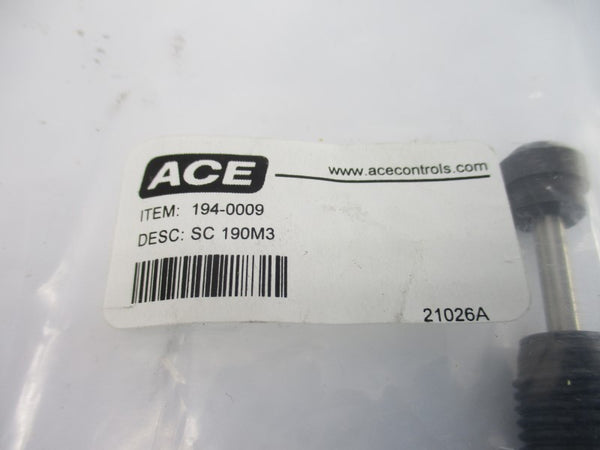 ACE
www.acecontrols.com
ITEM: 194-0009
DESC: SC 190M3
21026A